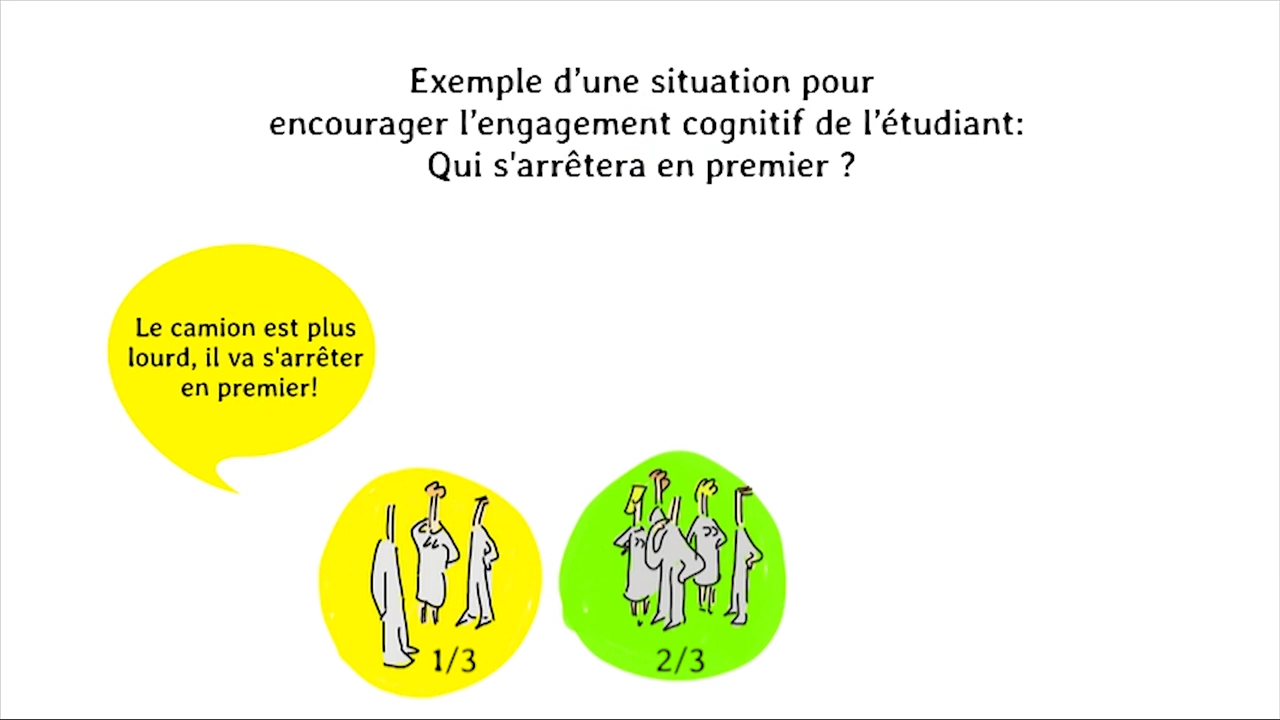 Exemple d’une situation pour
encourager l’engagement cognitif de l’étudiant:
Qui s'arrêtera en premier ?
Le camion est plus
lourd, il va s'arrêter
en premier!
1/3
2/3